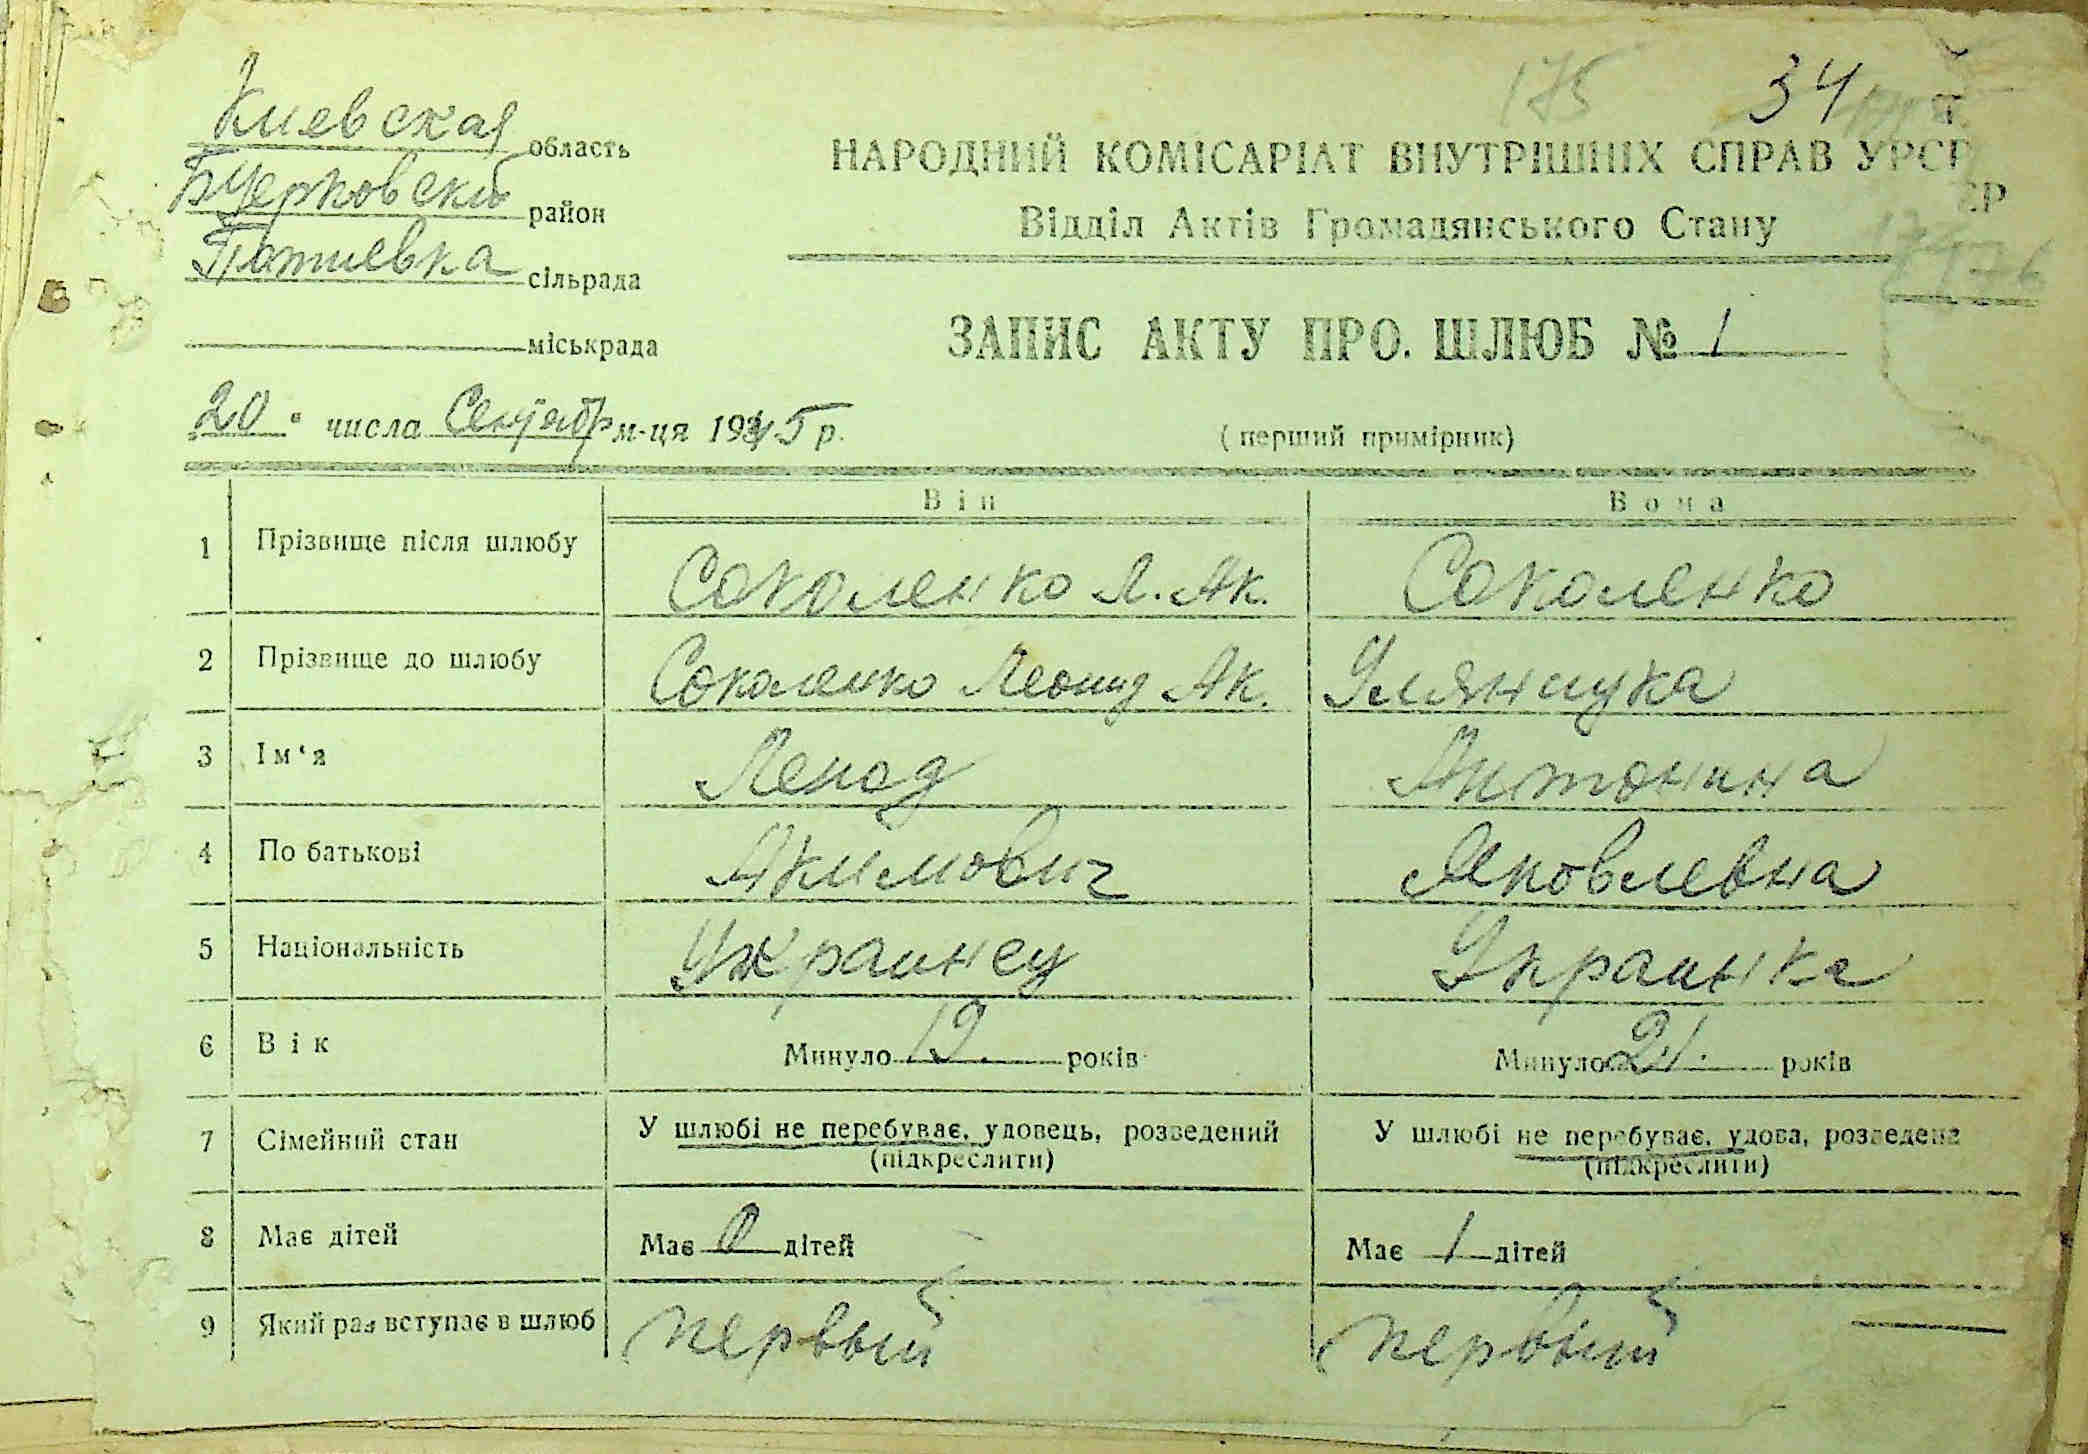 175 34
Киевская область
НАРОДНИЙ КОМІСАРІАТ ВНУТРІШНІХ СПРАВ УРСР
БЦерковский район
Відділ Актів Громадянського Стану
176
сільрада
міськрада
ЗАПИС АКТУ ПРО. ШЛЮБ № 1
20 " числа Сентябр м-ця 1945 р.
(перший примірник)
Він Вона
1 Прізвище після шлюбу Соколенко Л. Ак. Соколенко
2 Прізвище до шлюбу Соколенко Леонид Ак.
3 Ім‘я Ленод Антонина
4 По батькові Акимович Яковлевна
5 Національність Украинец Украинка
6 Вік Минуло 19. років Минуло 21. років
7 Сімейний стан У шлюбі не перебуває, удовець, розведений У шлюбі не перебуває, удова, розведена
(підкреслити) (підкреслити)
8 Має дітей Має 0 дітей Має 1 дітей
9 Який раз вступає в шлюб первый первый